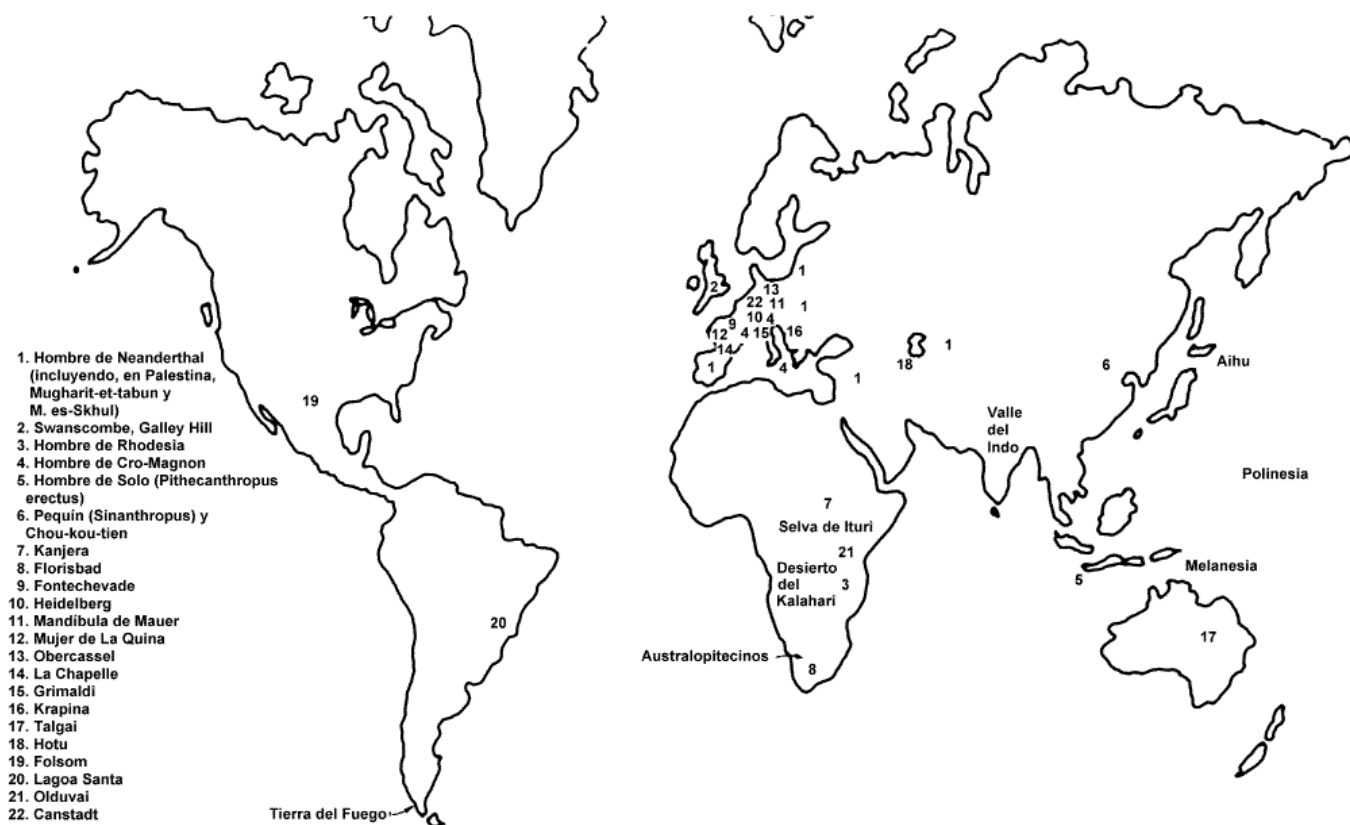 1. Hombre de Neanderthal
(incluyendo, en Palestina,
Mugharit-et-tabun y
M. es-Skhul)
2. Swanscombe, Galley Hill
3. Hombre de Rhodesia
4. Hombre de Cro-Magnon
5. Hombre de Solo (Pithecanthropus
erectus)
6. Pequín (Sinanthropus) y
Chou-kou-tien
7. Kanjera
8. Florisbad
9. Fontechevade
10. Heidelberg
11. Mandíbula de Mauer
12. Mujer de La Quina
13. Obercassel
14. La Chapelle
15. Grimaldi
16. Krapina
17. Talgai
18. Hotu
19. Folsom
20. Lagoa Santa
21. Olduvai
22. Canstadt
19
20
Tierra del Fuego
1
2
13
22 11
1
10 4
9
12
4 15
16
14
1
4
1
18
1
6
Aihu
Valle
del
Indo
Polinesia
7
Selva de Ituri
21
Desierto
del
Kalahari
3
5
Melanesia
17
Australopitecinos
8